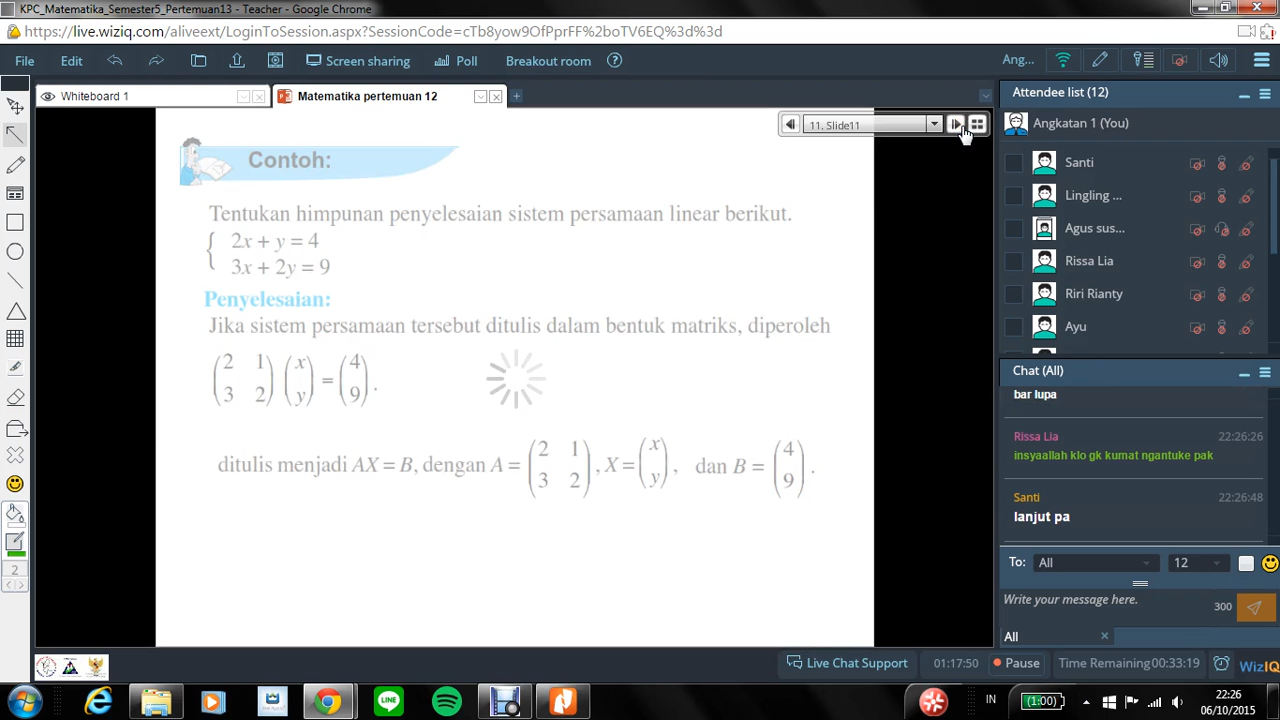 KPC_Matematika_Semester5_Pertemuan13 - Teacher - Google Chrome
https://live.wiziq.com/aliveext/LoginToSession.aspx?SessionCode=cTb8yow9OfPprFF%2boTV6EQ%3d%3d
File Edit Screen sharing Poll Breakout room ? Ang...
Whiteboard 1
Matematika pertemuan 12
11. Slide11
Contoh:
Tentukan himpunan penyelesaian sistem persamaan linear berikut.
2x + y = 4
3x + 2y = 9
Penyelesaian:
Jika sistem persamaan tersebut ditulis dalam bentuk matriks, diperoleh
(2 1) (x) = (4)
(3 2) (y) (9) .
ditulis menjadi AX = B, dengan A = (2 1) , X = (x) , dan B = (4) .
(3 2) (y) (9)
Attendee list (12)
Angkatan 1 (You)
Santi
Lingling ...
Agus sus...
Rissa Lia
Riri Rianty
Ayu
Chat (All)
bar lupa
Rissa Lia 22:26:26
insyaallah klo gk kumat ngantuke pak
Santi 22:26:48
lanjut pa
To: All 12
Write your message here. 300
All
2
Live Chat Support 01:17:50 Pause Time Remaining 00:33:19 WizIQ
IN (1:00) 22:26
06/10/2015